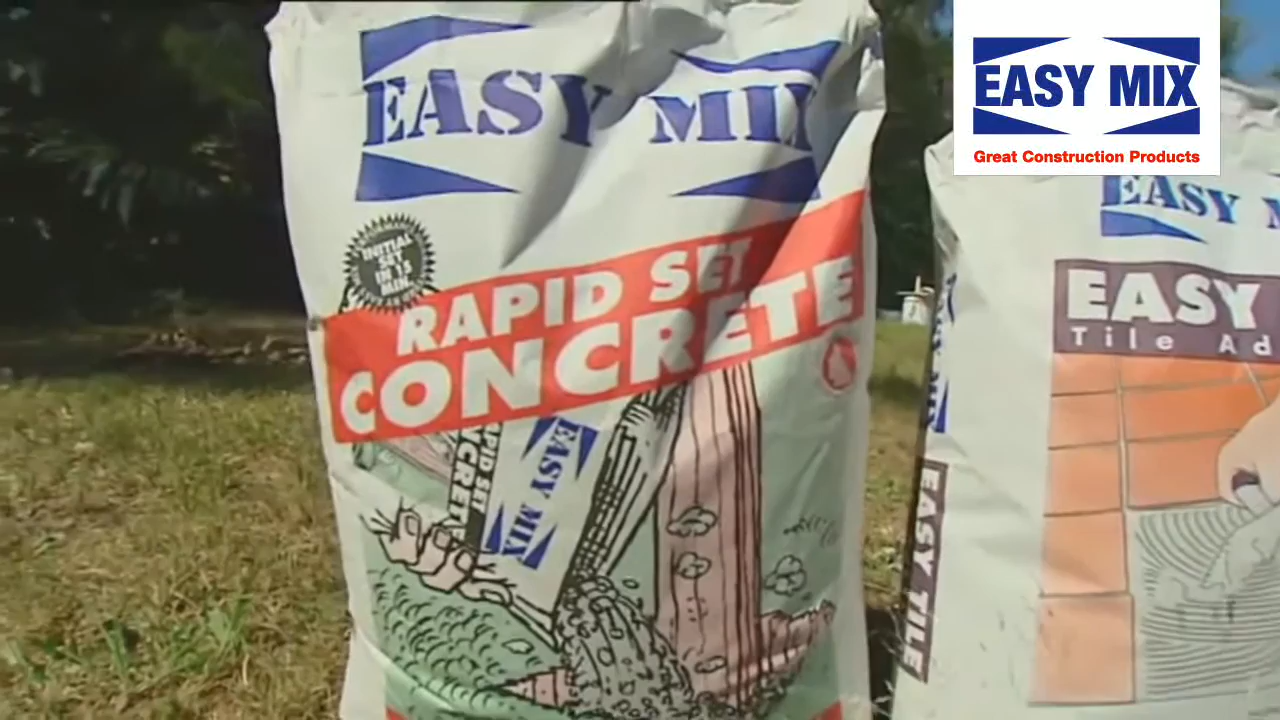 EASY MIX
INITIAL
SET
IN 15
MIN.
RAPID SET
CONCRETE
RAPID SET
CONCRETE
EASY MIX
EASY MIX
Great Construction Products
EASY
EASY
Tile Ad
EASY TILE